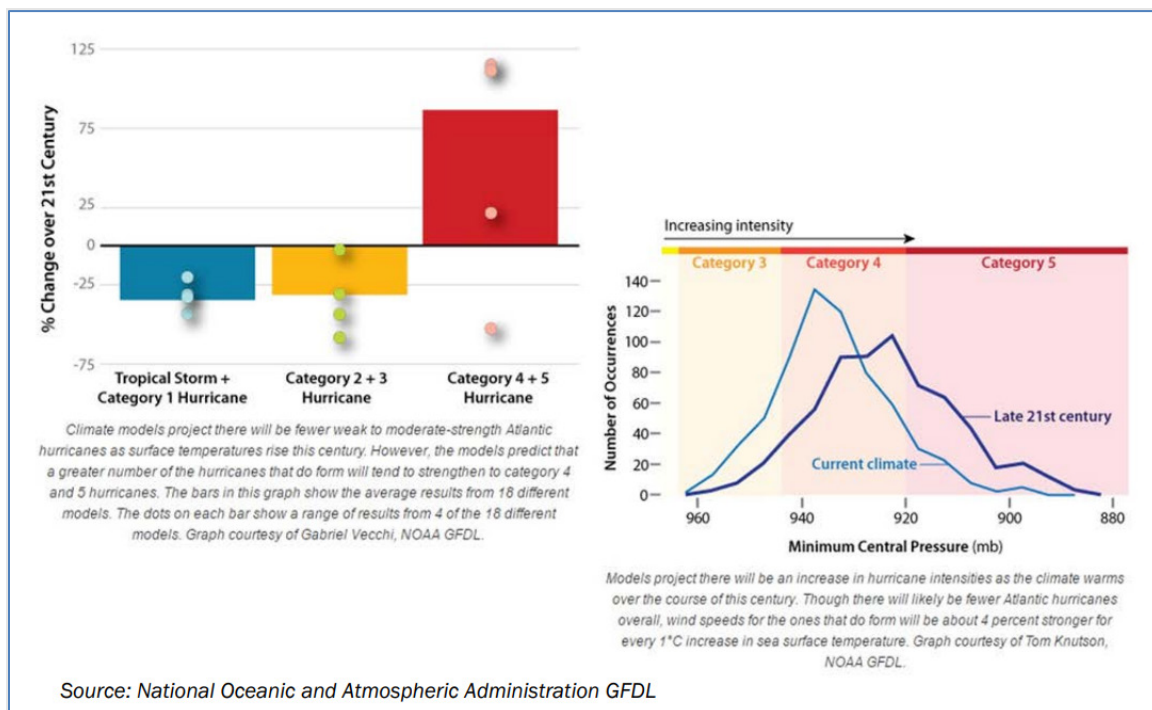 125
75
25
0
-25
-75
% Change over 21st Century
Tropical Storm +
Category 1 Hurricane
Category 2 + 3
Hurricane
Category 4 + 5
Hurricane
Climate models project there will be fewer weak to moderate-strength Atlantic
hurricanes as surface temperatures rise this century. However, the models predict that
a greater number of the hurricanes that do form will tend to strengthen to category 4
and 5 hurricanes. The bars in this graph show the average results from 18 different
models. The dots on each bar show a range of results from 4 of the 18 different
models. Graph courtesy of Gabriel Vecchi, NOAA GFDL.
Increasing intensity
Category 3
Category 4
Category 5
140
120
100
80
60
40
20
0
Number of Occurrences
Late 21st century
Current climate
960
940
920
900
880
Minimum Central Pressure (mb)
Models project there will be an increase in hurricane intensities as the climate warms
over the course of this century. Though there will likely be fewer Atlantic hurricanes
overall, wind speeds for the ones that do form will be about 4 percent stronger for
every 1°C increase in sea surface temperature. Graph courtesy of Tom Knutson,
NOAA GFDL.
Source: National Oceanic and Atmospheric Administration GFDL